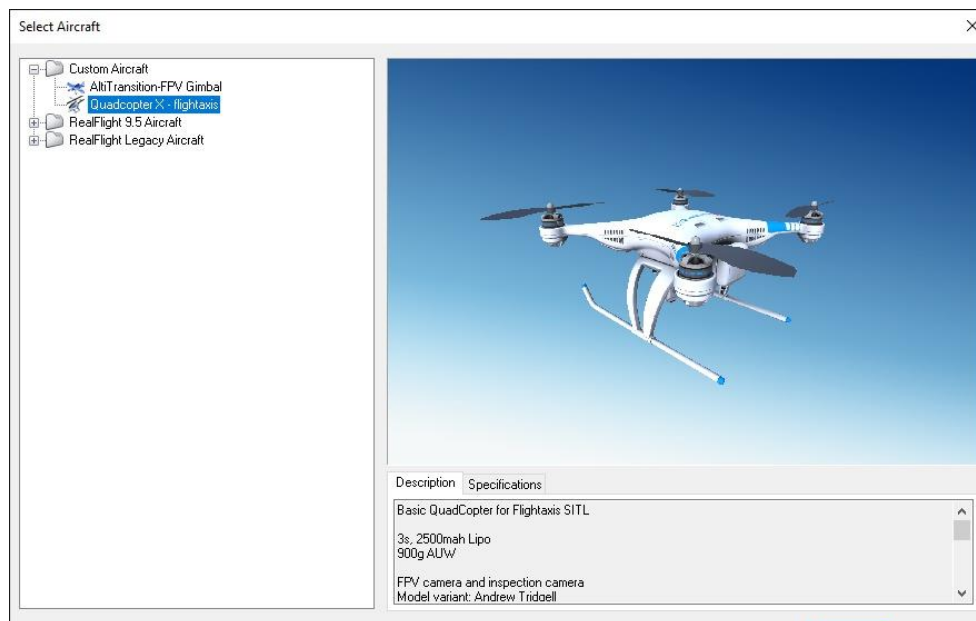 Select Aircraft
Custom Aircraft
AltiTransition-FPV Gimbal
Quadcopter X - flightaxis
RealFlight 9.5 Aircraft
RealFlight Legacy Aircraft
Description
Specifications
Basic QuadCopter for Flightaxis SITL
3s, 2500mah Lipo
900g AUW
FPV camera and inspection camera
Model variant: Andrew Tridgell